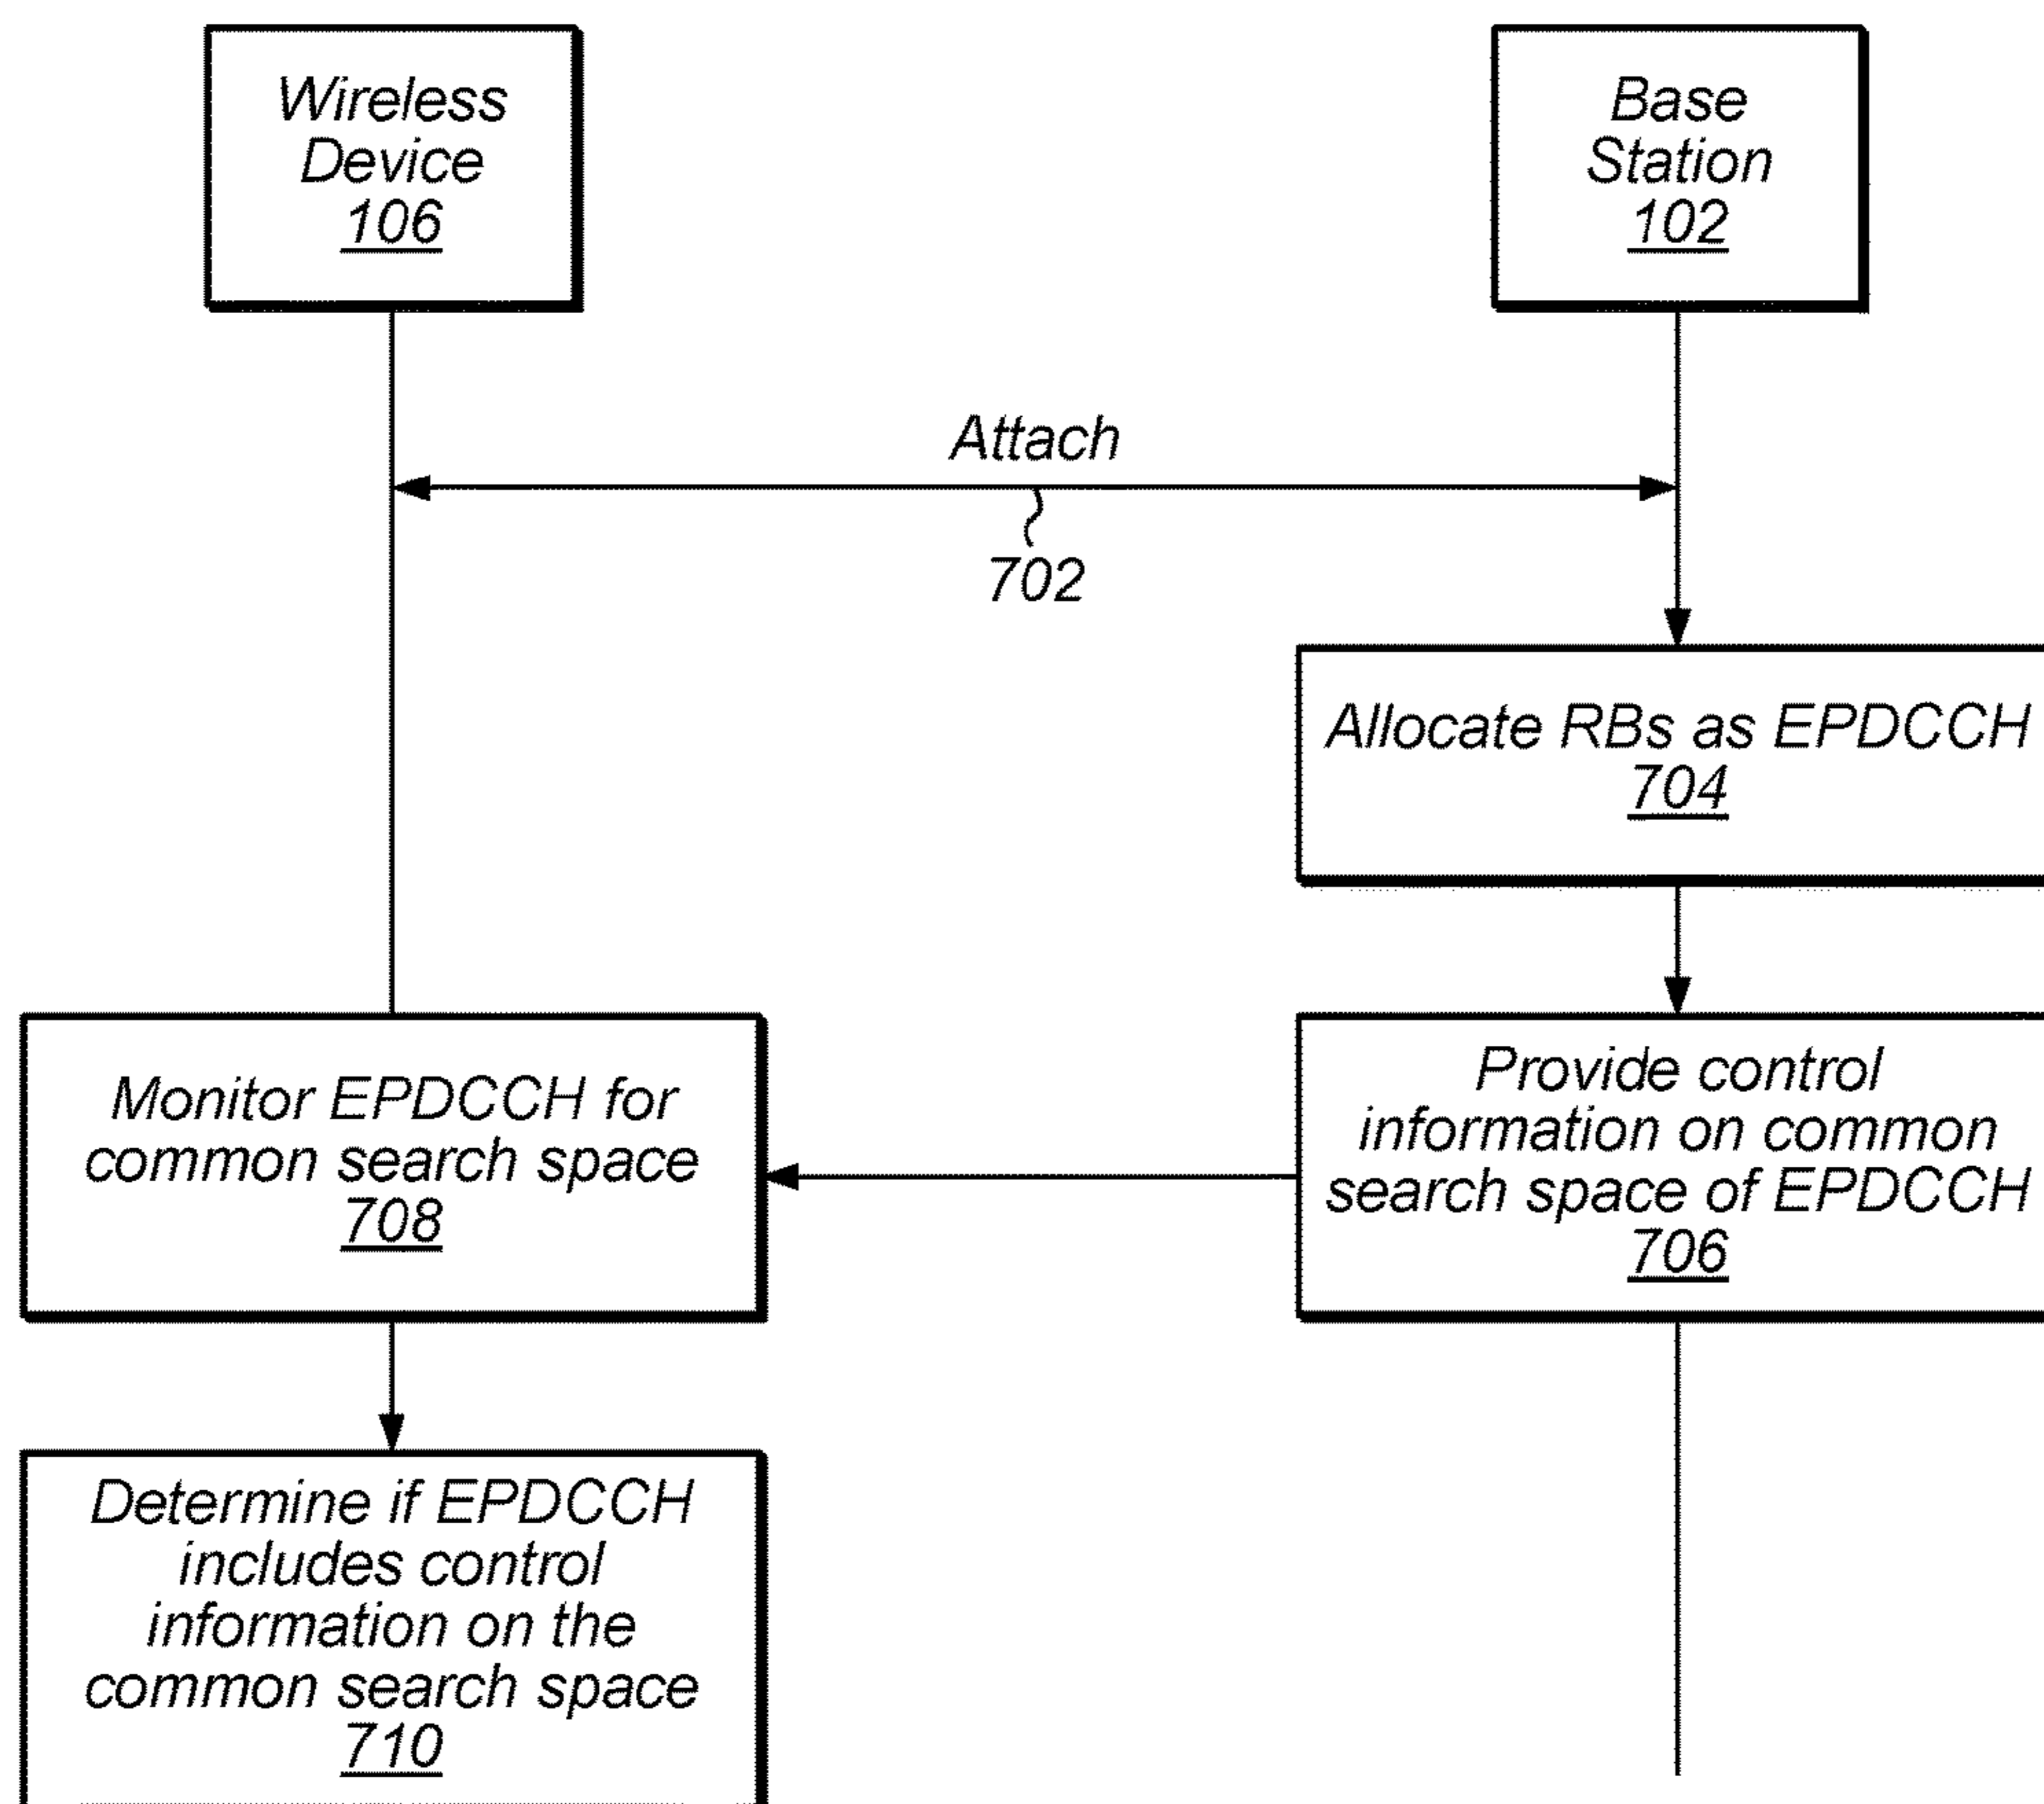 Wireless
Device
106
Base
Station
102
Attach
702
Allocate RBs as EPDCCH
704
Provide control
information on common
search space of EPDCCH
706
Monitor EPDCCH for
common search space
708
Determine if EPDCCH
includes control
information on the
common search space
710